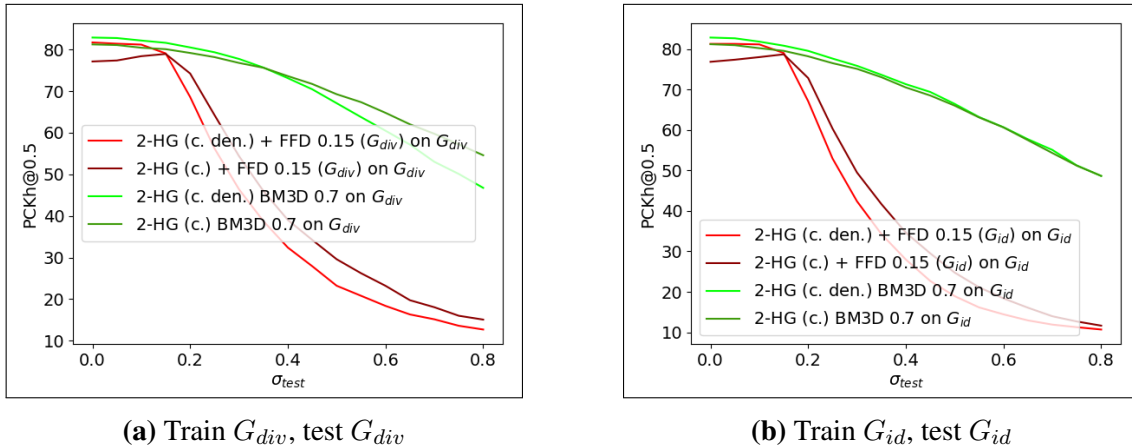 PCKh@0.5
80
70
60
50
40
30
20
10
2-HG (c. den.) + FFD 0.15 (G_div) on G_div
2-HG (c.) + FFD 0.15 (G_div) on G_div
2-HG (c. den.) BM3D 0.7 on G_div
2-HG (c.) BM3D 0.7 on G_div
0.0 0.2 0.4 0.6 0.8
σ_test
(a) Train G_div, test G_div
PCKh@0.5
80
70
60
50
40
30
20
10
2-HG (c. den.) + FFD 0.15 (G_id) on G_id
2-HG (c.) + FFD 0.15 (G_id) on G_id
2-HG (c. den.) BM3D 0.7 on G_id
2-HG (c.) BM3D 0.7 on G_id
0.0 0.2 0.4 0.6 0.8
σ_test
(b) Train G_id, test G_id